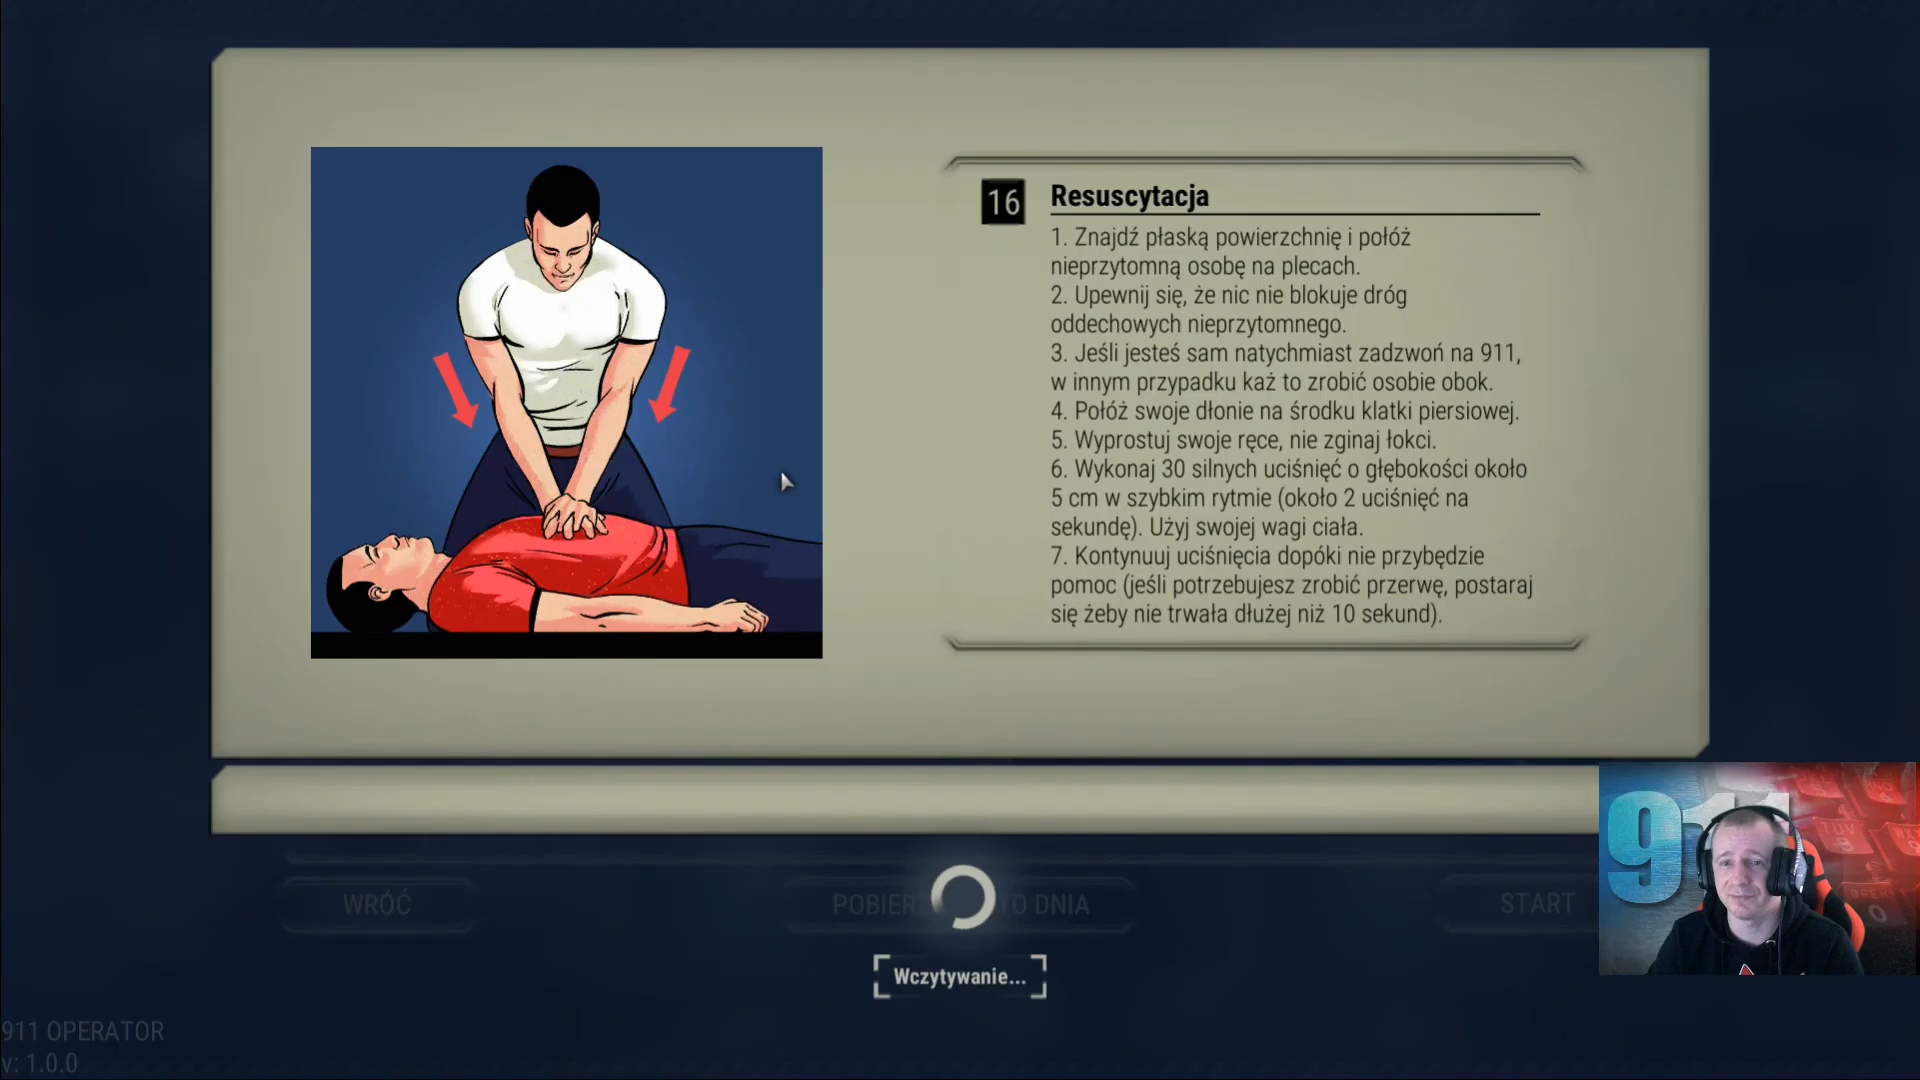 16
Resuscytacja
1. Znajdź płaską powierzchnię i połóż
nieprzytomną osobę na plecach.
2. Upewnij się, że nic nie blokuje dróg
oddechowych nieprzytomnego.
3. Jeśli jesteś sam natychmiast zadzwoń na 911,
w innym przypadku każ to zrobić osobie obok.
4. Połóż swoje dłonie na środku klatki piersiowej.
5. Wyprostuj swoje ręce, nie zginaj łokci.
6. Wykonaj 30 silnych uciśnięć o głębokości około
5 cm w szybkim rytmie (około 2 uciśnięć na
sekundę). Użyj swojej wagi ciała.
7. Kontynuuj uciśnięcia dopóki nie przybędzie
pomoc (jeśli potrzebujesz zrobić przerwę, postaraj
się żeby nie trwała dłużej niż 10 sekund).
WRÓĆ
DNIA
START
Wczytywanie...
911 OPERATOR
v: 1.0.0
911